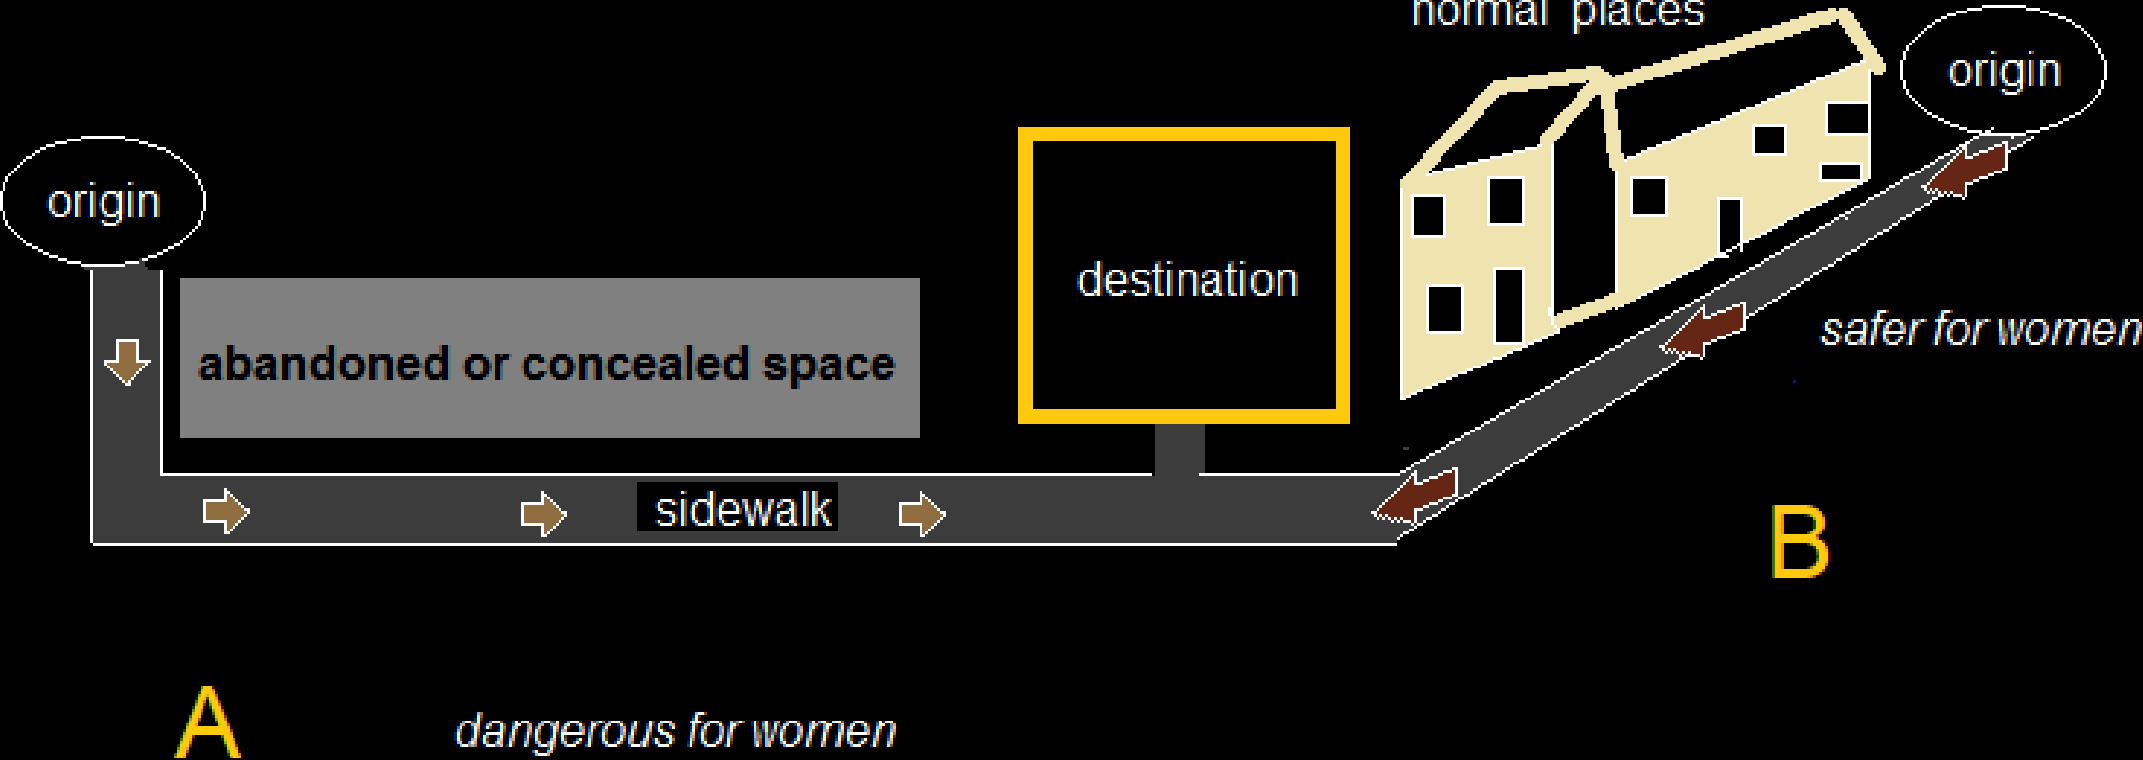 normal places
origin
origin
destination
safer for women
abandoned or concealed space
sidewalk
B
A
dangerous for women